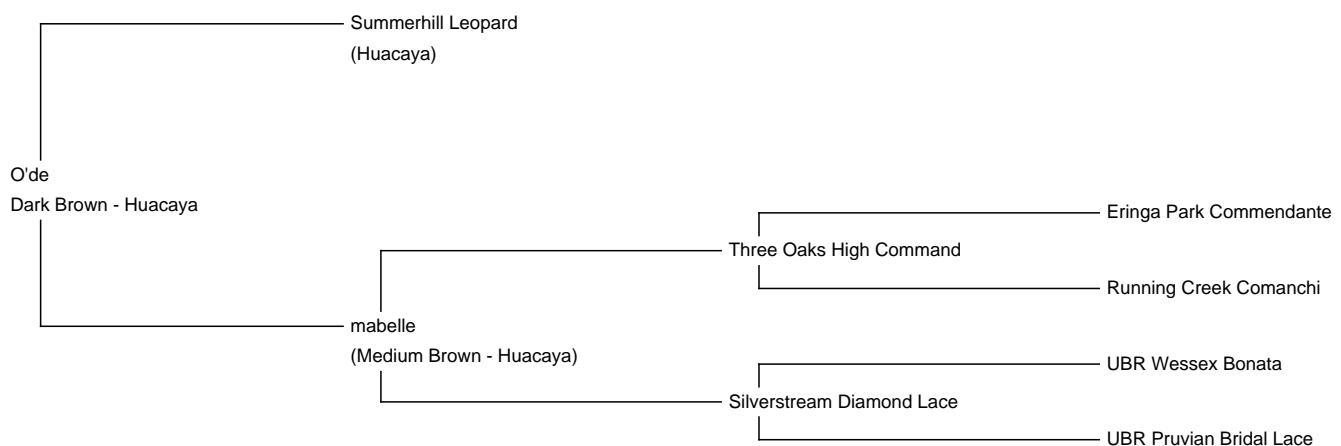 Summerhill Leopard
(Huacaya)
O'de
Dark Brown - Huacaya
Eringa Park Commendante
Three Oaks High Command
Running Creek Comanchi
mabelle
(Medium Brown - Huacaya)
UBR Wessex Bonata
Silverstream Diamond Lace
UBR Pruvian Bridal Lace